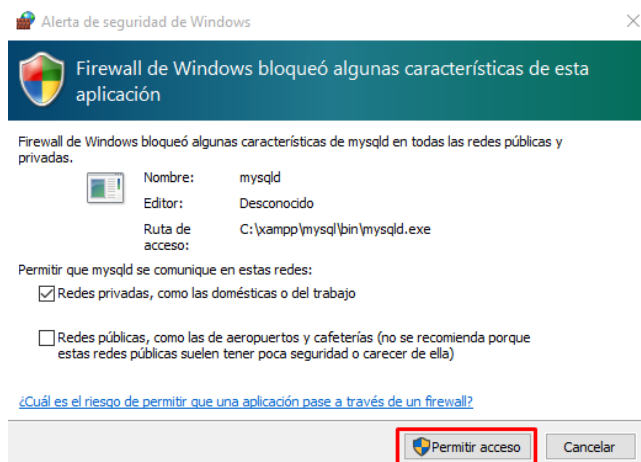 Alerta de seguridad de Windows
Firewall de Windows bloqueó algunas características de esta
aplicación
Firewall de Windows bloqueó algunas características de mysqld en todas las redes públicas y
privadas.
Nombre: mysqld
Editor: Desconocido
Ruta de C:\xampp\mysql\bin\mysqld.exe
acceso:
Permitir que mysqld se comunique en estas redes:
Redes privadas, como las domésticas o del trabajo
Redes públicas, como las de aeropuertos y cafeterías (no se recomienda porque
estas redes públicas suelen tener poca seguridad o carecer de ella)
¿Cuál es el riesgo de permitir que una aplicación pase a través de un firewall?
Permitir acceso Cancelar